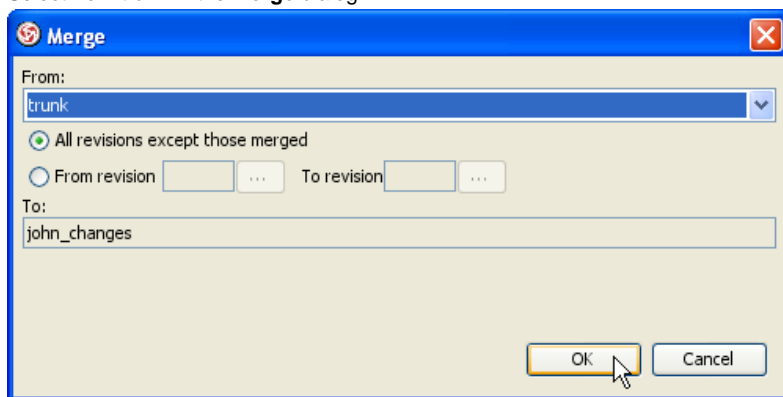 Merge
From:
trunk
All revisions except those merged
From revision ... To revision ...
To:
john_changes
OK Cancel